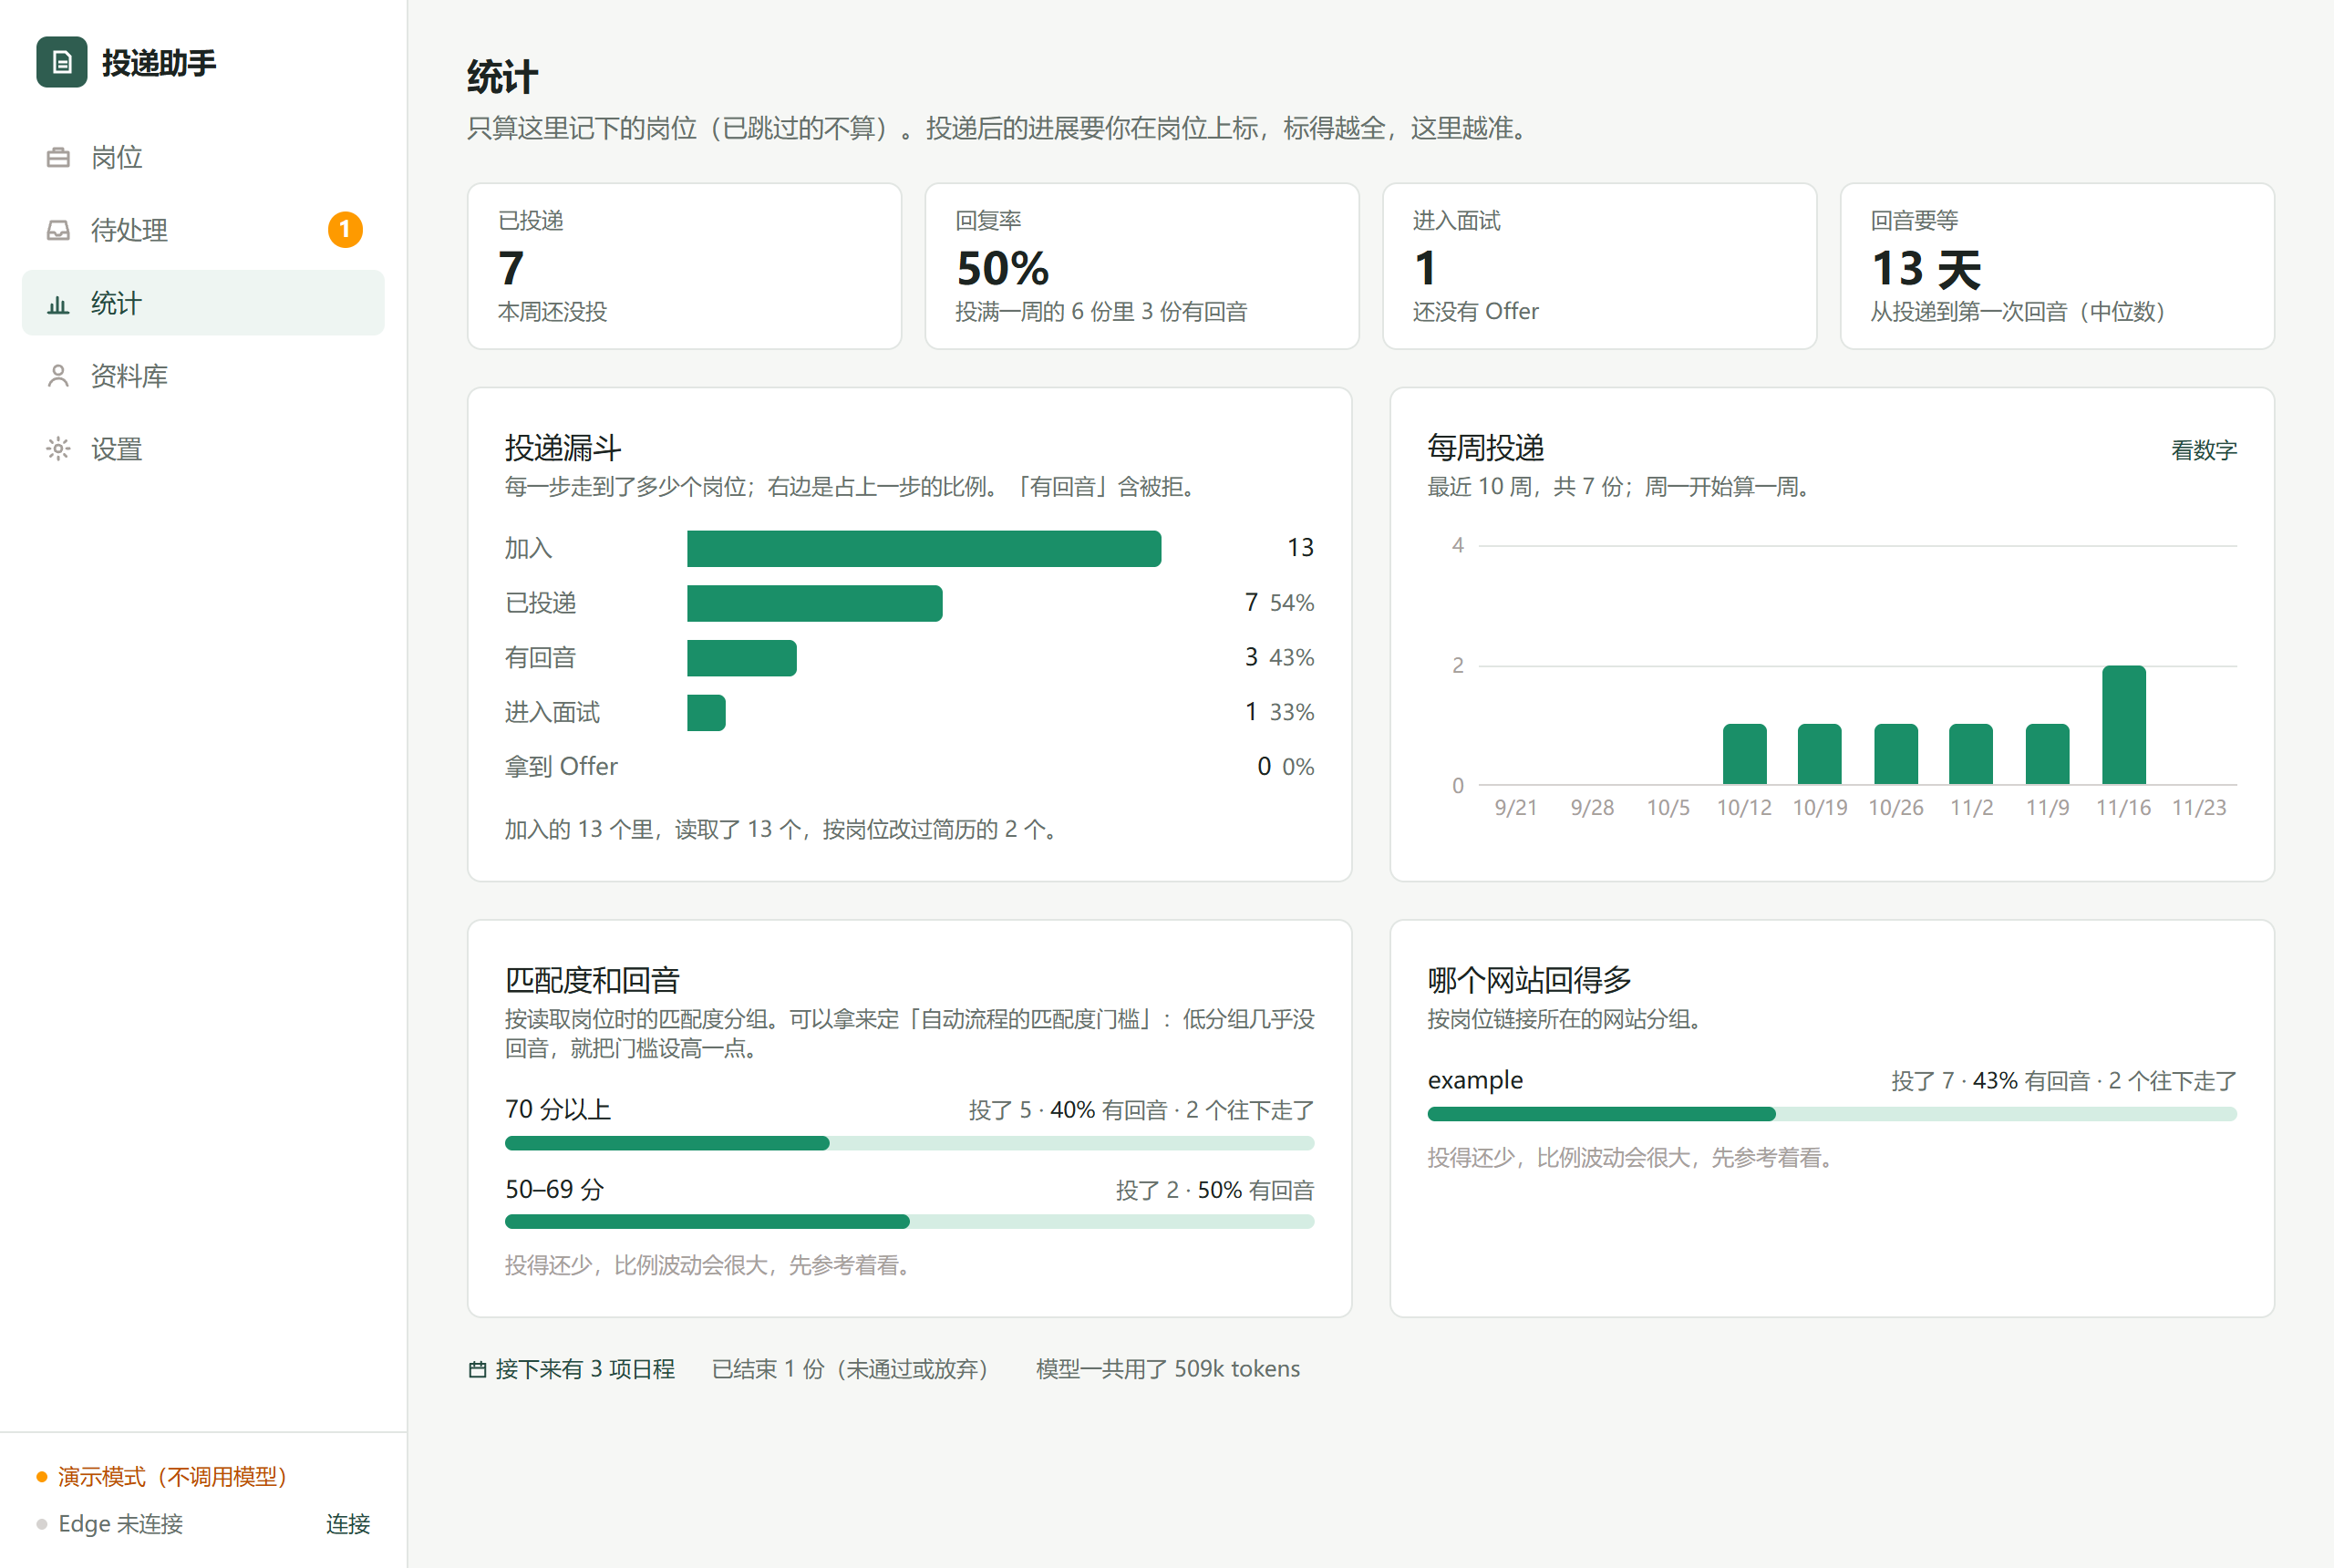 投递助手
岗位
待处理 1
统计
资料库
设置
演示模式（不调用模型）
Edge 未连接 连接
统计
只算这里记下的岗位（已跳过的不算）。投递后的进展要你在岗位上标，标得越全，这里越准。
已投递
7
本周还没投
回复率
50%
投满一周的 6 份里 3 份有回音
进入面试
1
还没有 Offer
回音要等
13 天
从投递到第一次回音（中位数）
投递漏斗
每一步走到了多少个岗位；右边是占上一步的比例。「有回音」含被拒。
加入 13
已投递 7 54%
有回音 3 43%
进入面试 1 33%
拿到 Offer 0 0%
加入的 13 个里，读取了 13 个，按岗位改过简历的 2 个。
每周投递 看数字
最近 10 周，共 7 份；周一开始算一周。
4
2
0
9/21 9/28 10/5 10/12 10/19 10/26 11/2 11/9 11/16 11/23
匹配度和回音
按读取岗位时的匹配度分组。可以拿来定「自动流程的匹配度门槛」：低分组几乎没
回音，就把门槛设高一点。
70 分以上 投了 5 · 40% 有回音 · 2 个往下走了
50–69 分 投了 2 · 50% 有回音
投得还少，比例波动会很大，先参考着看。
哪个网站回得多
按岗位链接所在的网站分组。
example 投了 7 · 43% 有回音 · 2 个往下走了
投得还少，比例波动会很大，先参考着看。
接下来有 3 项日程 已结束 1 份（未通过或放弃） 模型一共用了 509k tokens